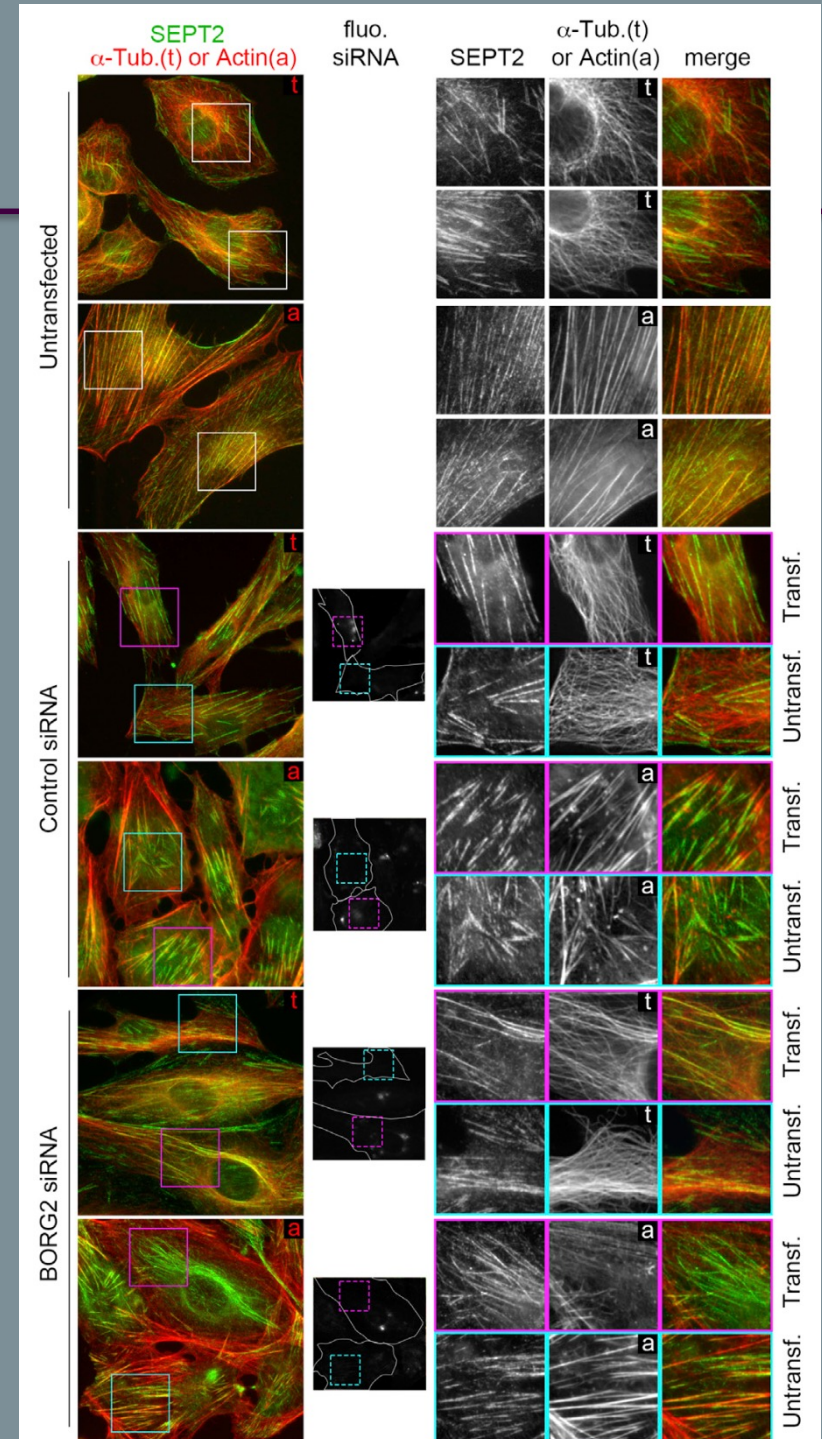 SEPT2
α-Tub.(t) or Actin(a)
fluo.
siRNA
SEPT2
α-Tub.(t)
or Actin(a)
merge
Untransfected
t
t
t
a
a
a
Control siRNA
t
t
Transf.
t
Untransf.
a
a
Transf.
a
Untransf.
BORG2 siRNA
t
t
Transf.
t
Untransf.
a
a
Transf.
a
Untransf.